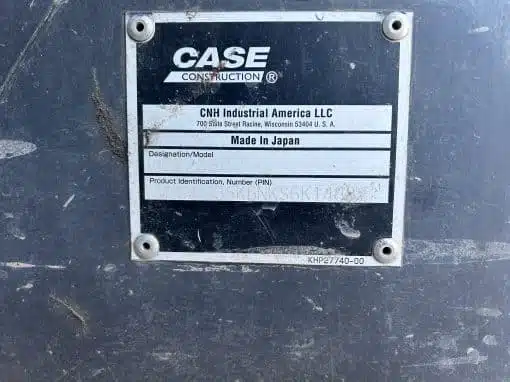 CASE
CONSTRUCTION ®
CNH Industrial America LLC
700 State Street Racine, Wisconsin 53404 U. S. A.
Made In Japan
Designation/Model
Product Identification, Number (PIN)
KHP27740-00